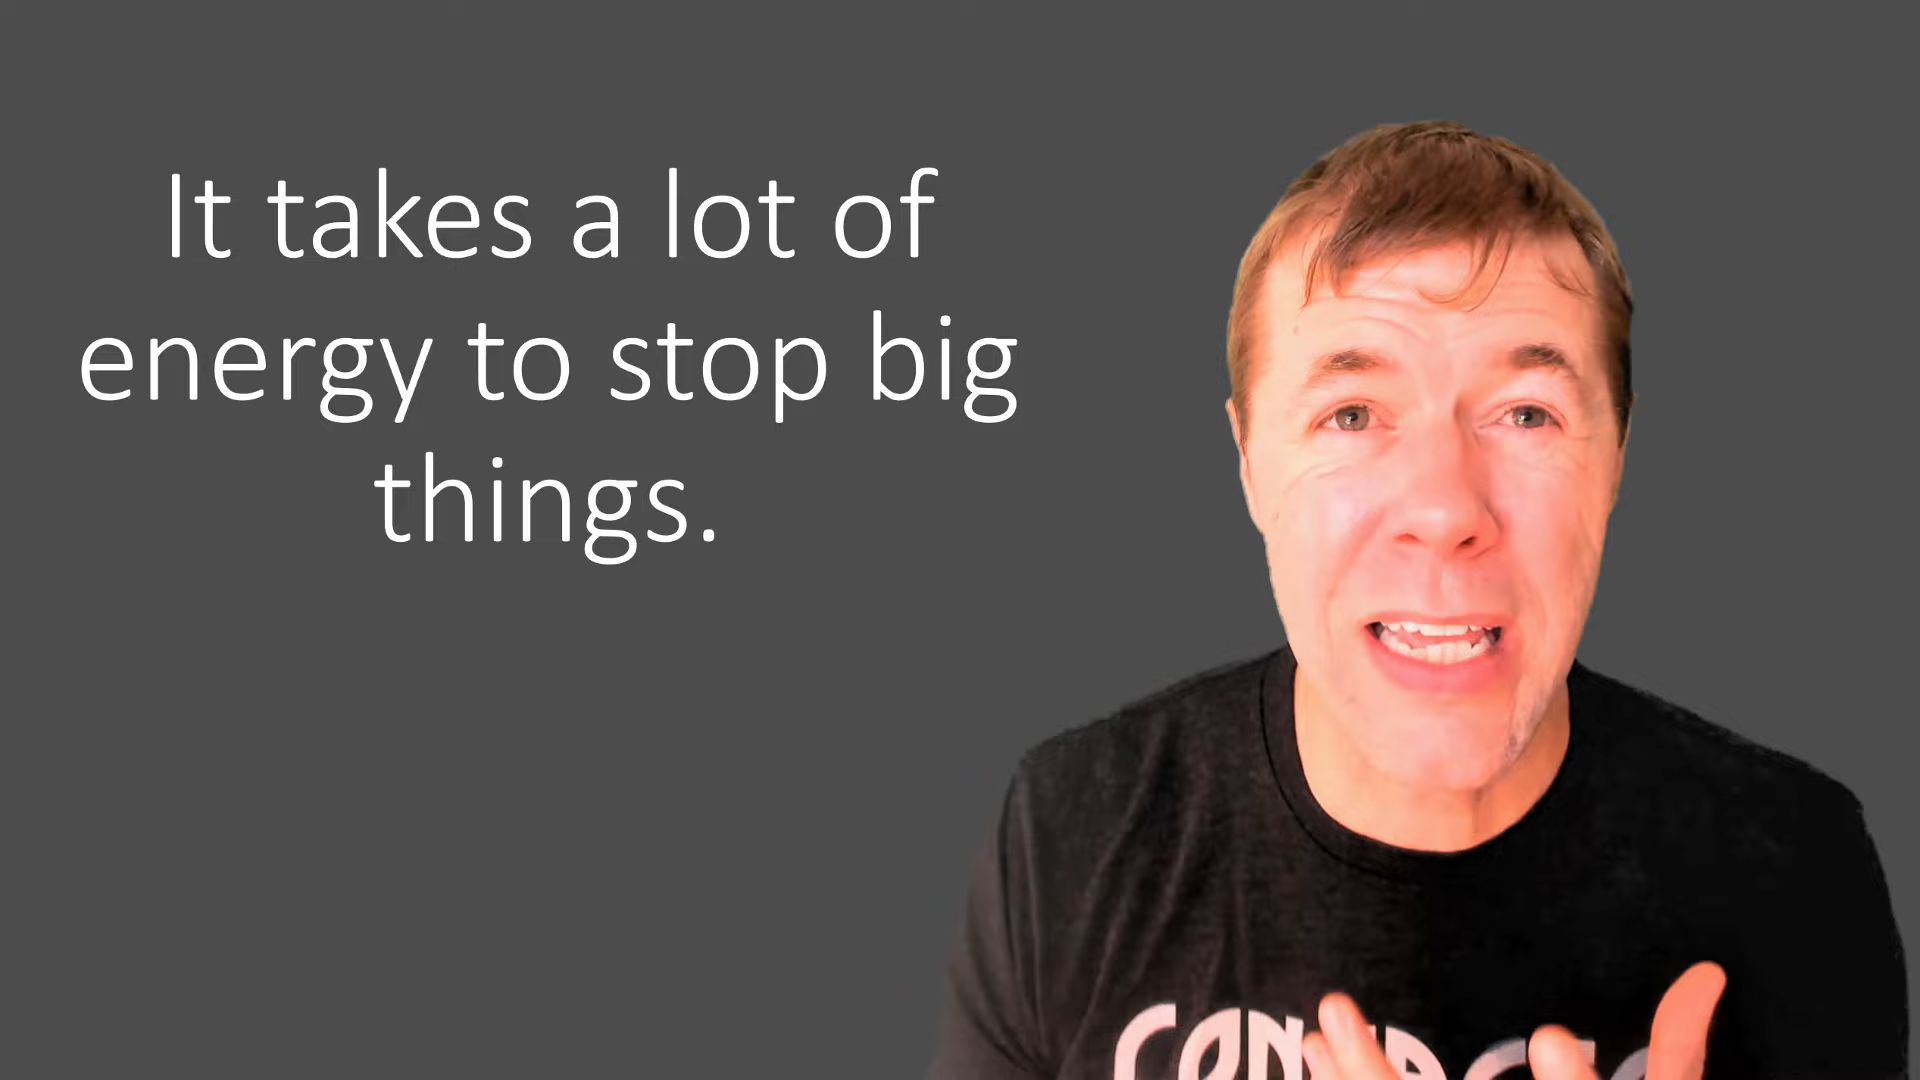 It takes a lot of
energy to stop big
things.